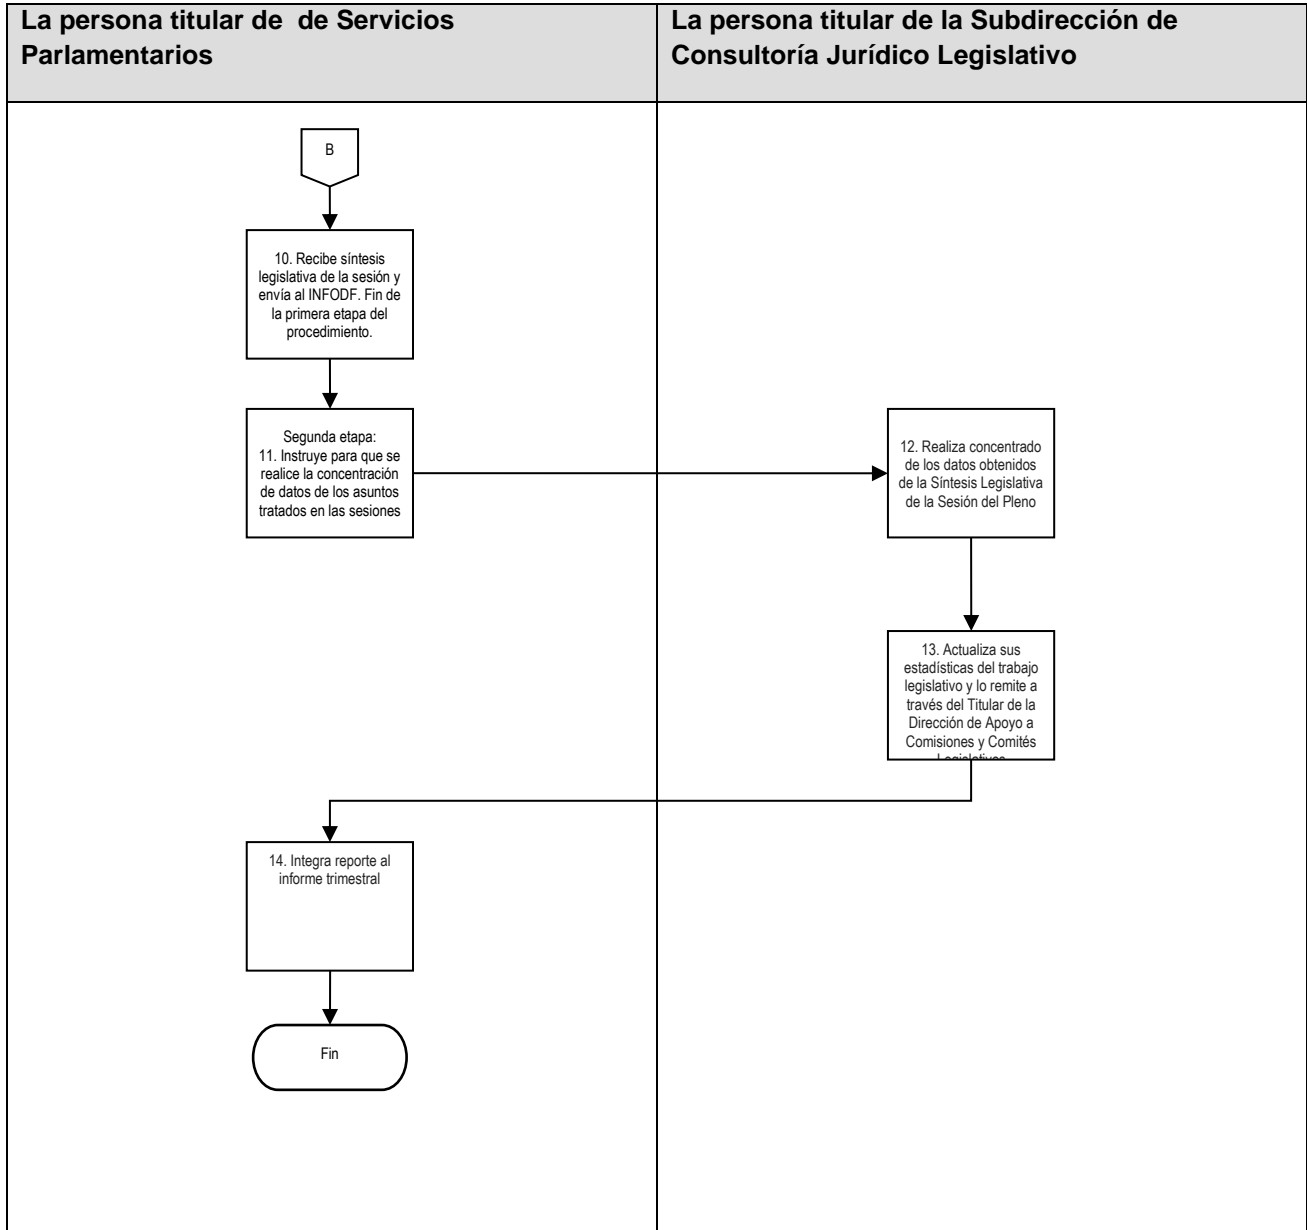 La persona titular de  de Servicios
Parlamentarios
La persona titular de la Subdirección de
Consultoría Jurídico Legislativo
B
10. Recibe síntesis
legislativa de la sesión y
envía al INFODF. Fin de
la primera etapa del
procedimiento.
Segunda etapa:
11. Instruye para que se
realice la concentración
de datos de los asuntos
tratados en las sesiones
12. Realiza concentrado
de los datos obtenidos
de la Síntesis Legislativa
de la Sesión del Pleno
13. Actualiza sus
estadísticas del trabajo
legislativo y lo remite a
través del Titular de la
Dirección de Apoyo a
Comisiones y Comités
Legislativos
14. Integra reporte al
informe trimestral
Fin